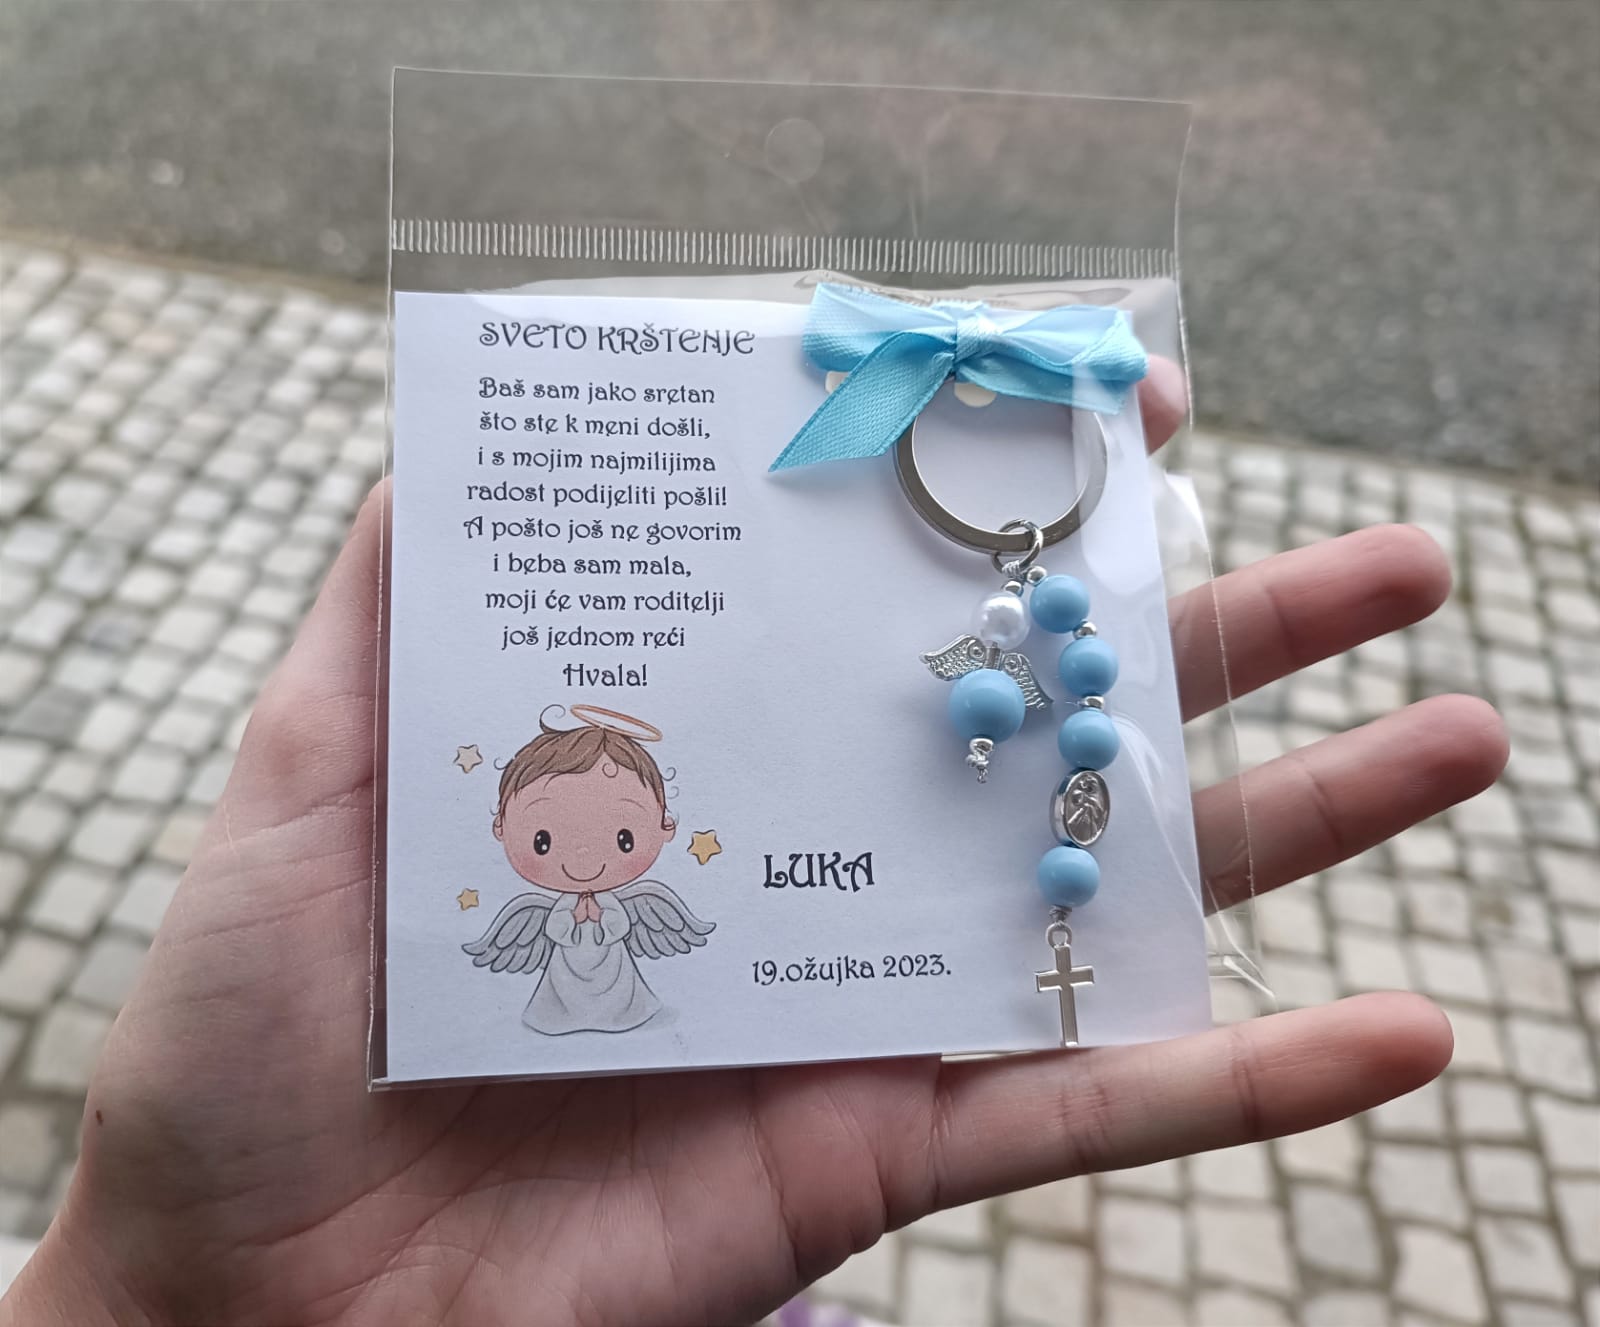 SVETO KRŠTENJE
Baš sam jako sretan
što ste k meni došli,
i s mojim najmilijima
radost podijeliti pošli!
A pošto još ne govorim
i beba sam mala,
moji će vam roditelji
još jednom reći
Hvala!
LUKA
19.ožujka 2023.